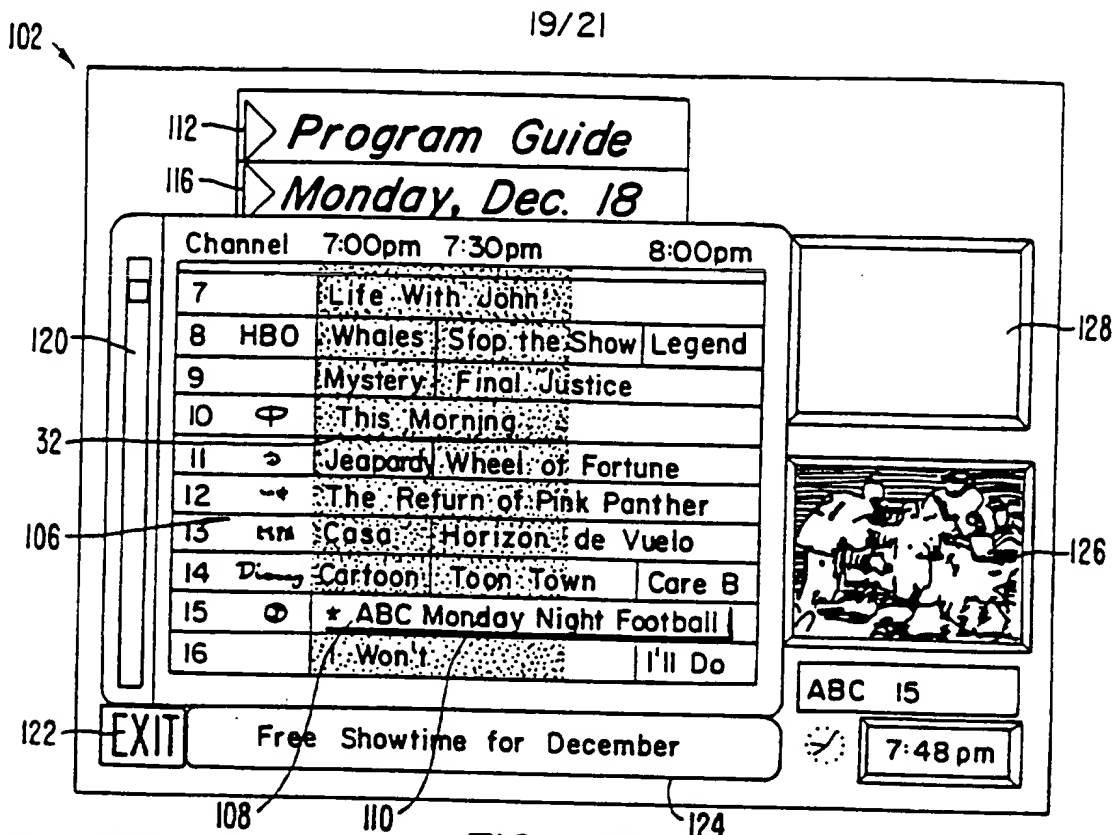 19/21
102
112 Program Guide
116 Monday, Dec. 18
Channel 7:00pm 7:30pm 8:00pm
7 Life With John
8 HBO Whales Stop the Show Legend
128
120
9 Mystery Final Justice
10 This Morning
32
11 Jeapardy Wheel of Fortune
12 The Return of Pink Panther
106
13 Casa Horizon de Vuelo
126
14 Disney Cartoon Toon Town Care B
15 * ABC Monday Night Football
16 I Won't I'll Do
ABC 15
122 EXIT Free Showtime for December 7:48pm
108 110 124